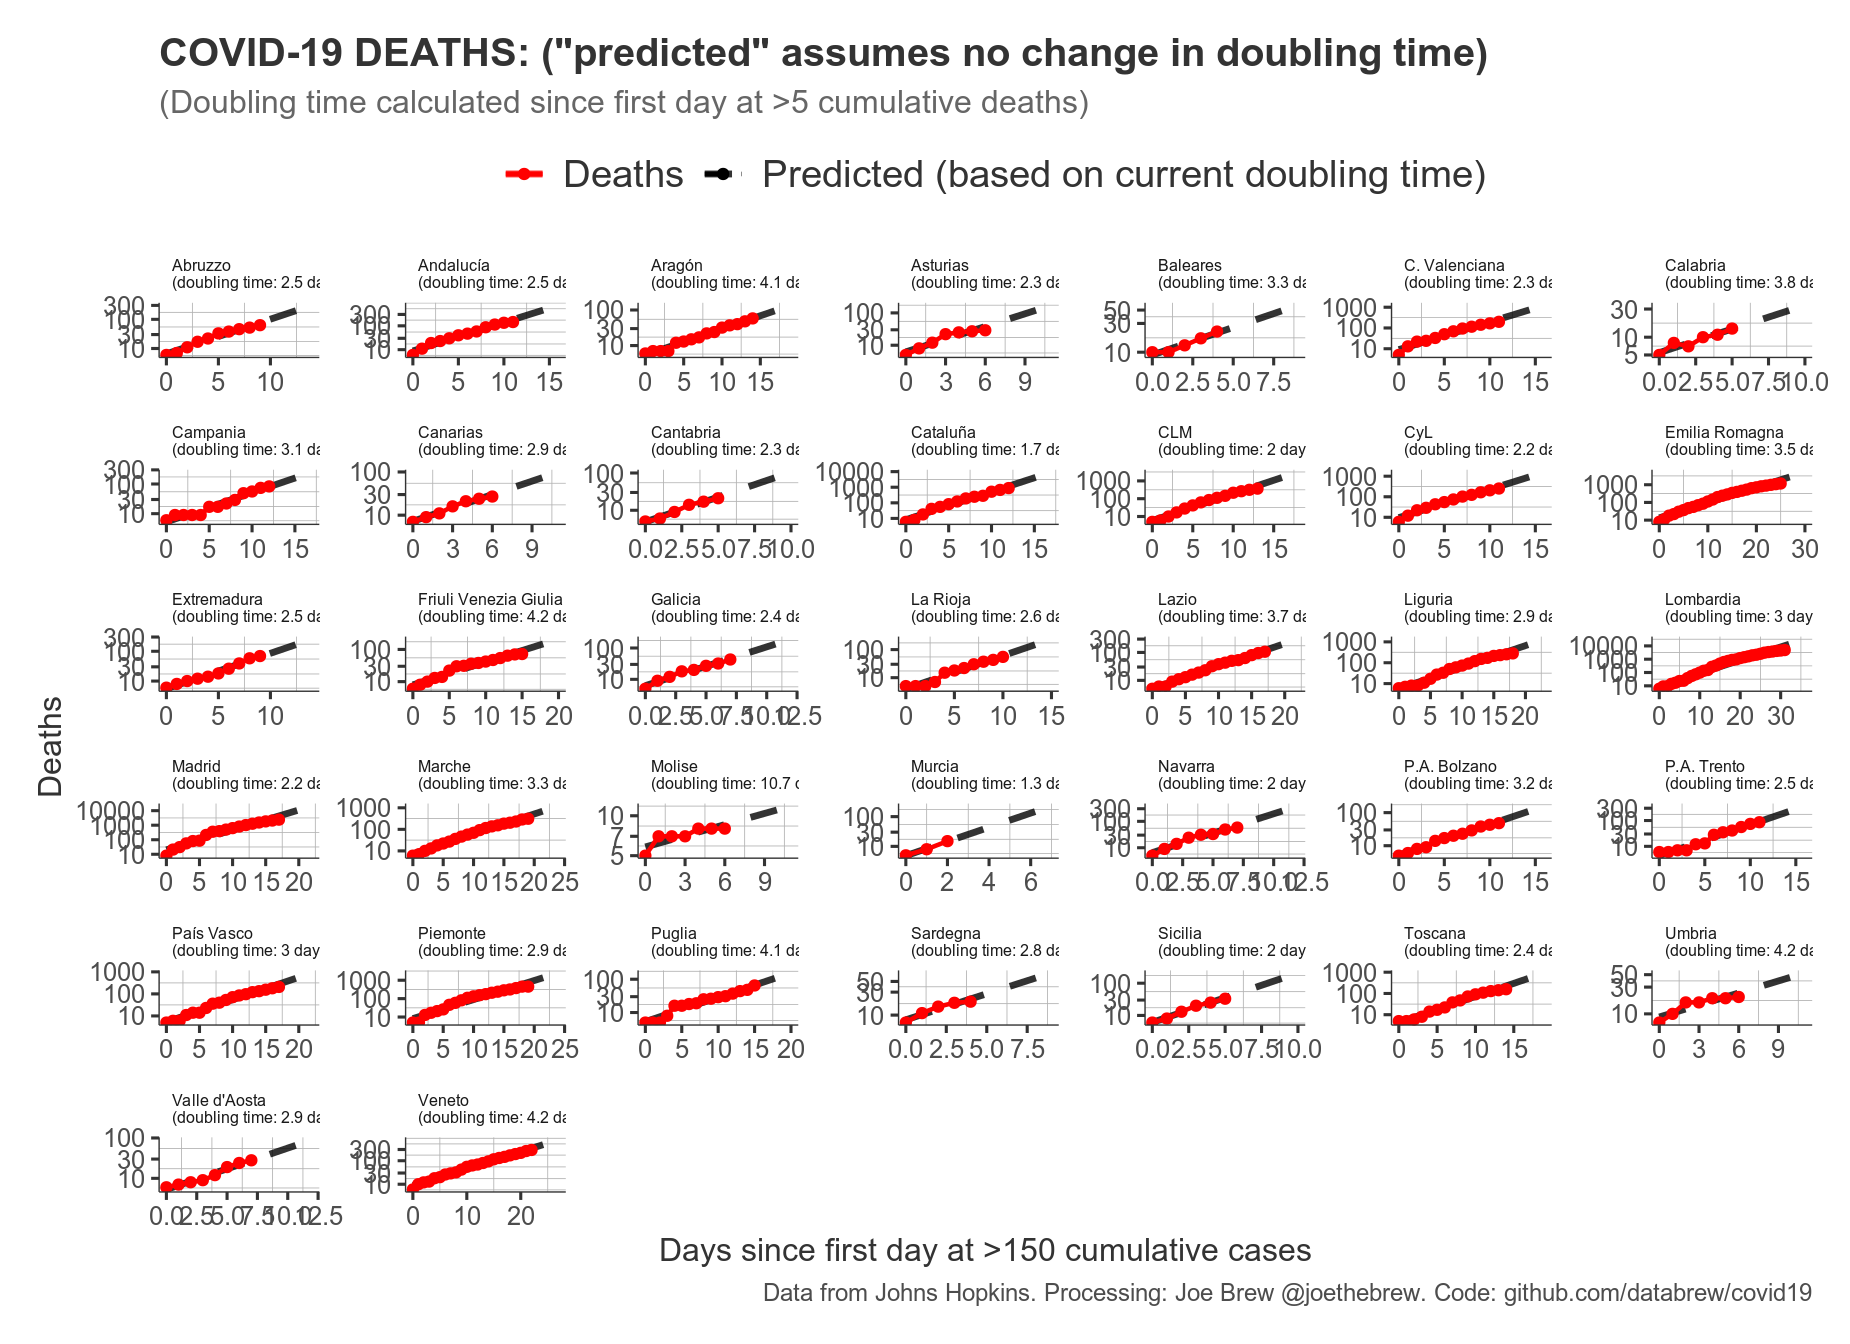 COVID-19 DEATHS: ("predicted" assumes no change in doubling time)
(Doubling time calculated since first day at >5 cumulative deaths)
Deaths Predicted (based on current doubling time)
Abruzzo
(doubling time: 2.5 da
Andalucía
(doubling time: 2.5 da
Aragón
(doubling time: 4.1 da
Asturias
(doubling time: 2.3 da
Baleares
(doubling time: 3.3 da
C. Valenciana
(doubling time: 2.3 da
Calabria
(doubling time: 3.8 da
300 100 30 10
300 100 30 10
100 30 10
100 30 10
50 30 10
1000 100 10
30 10 5
0 5 10
0 5 10 15
0 5 10 15
0 3 6 9
0.0 2.5 5.0 7.5
0 5 10 15
0.0 2.5 5.0 7.5 10.0
Campania
(doubling time: 3.1 da
Canarias
(doubling time: 2.9 da
Cantabria
(doubling time: 2.3 da
Cataluña
(doubling time: 1.7 da
CLM
(doubling time: 2 day
CyL
(doubling time: 2.2 da
Emilia Romagna
(doubling time: 3.5 da
300 100 30 10
100 30 10
100 30 10
10000 1000 100 10
1000 100 10
1000 100 10
1000 100 10
0 5 10 15
0 3 6 9
0.0 2.5 5.0 7.5 10.0
0 5 10 15
0 5 10 15
0 5 10 15
0 10 20 30
Extremadura
(doubling time: 2.5 da
Friuli Venezia Giulia
(doubling time: 4.2 da
Galicia
(doubling time: 2.4 da
La Rioja
(doubling time: 2.6 da
Lazio
(doubling time: 3.7 da
Liguria
(doubling time: 2.9 da
Lombardia
(doubling time: 3 day
300 100 30 10
100 30 10
100 30 10
100 30 10
300 100 30 10
1000 100 10
10000 1000 100 10
0 5 10
0 5 10 15 20
0.0 2.5 5.0 7.5 10.0 12.5
0 5 10 15
0 5 10 15 20
0 5 10 15 20
0 10 20 30
Madrid
(doubling time: 2.2 da
Marche
(doubling time: 3.3 da
Molise
(doubling time: 10.7 d
Murcia
(doubling time: 1.3 da
Navarra
(doubling time: 2 day
P.A. Bolzano
(doubling time: 3.2 da
P.A. Trento
(doubling time: 2.5 da
10000 1000 100 10
1000 100 10
10 7 5
100 30 10
300 100 30 10
100 30 10
300 100 30 10
0 5 10 15 20
0 5 10 15 20 25
0 3 6 9
0 2 4 6
0.0 2.5 5.0 7.5 10.0 12.5
0 5 10 15
0 5 10 15
País Vasco
(doubling time: 3 day
Piemonte
(doubling time: 2.9 da
Puglia
(doubling time: 4.1 da
Sardegna
(doubling time: 2.8 da
Sicilia
(doubling time: 2 day
Toscana
(doubling time: 2.4 da
Umbria
(doubling time: 4.2 da
1000 100 10
1000 100 10
100 30 10
50 30 10
100 30 10
1000 100 10
50 30 10
0 5 10 15 20
0 5 10 15 20 25
0 5 10 15 20
0.0 2.5 5.0 7.5
0.0 2.5 5.0 7.5 10.0
0 5 10 15
0 3 6 9
Valle d'Aosta
(doubling time: 2.9 da
Veneto
(doubling time: 4.2 da
100 30 10
300 100 30 10
0.0 2.5 5.0 7.5 10.0 12.5
0 10 20
Deaths
Days since first day at >150 cumulative cases
Data from Johns Hopkins. Processing: Joe Brew @joethebrew. Code: github.com/databrew/covid19